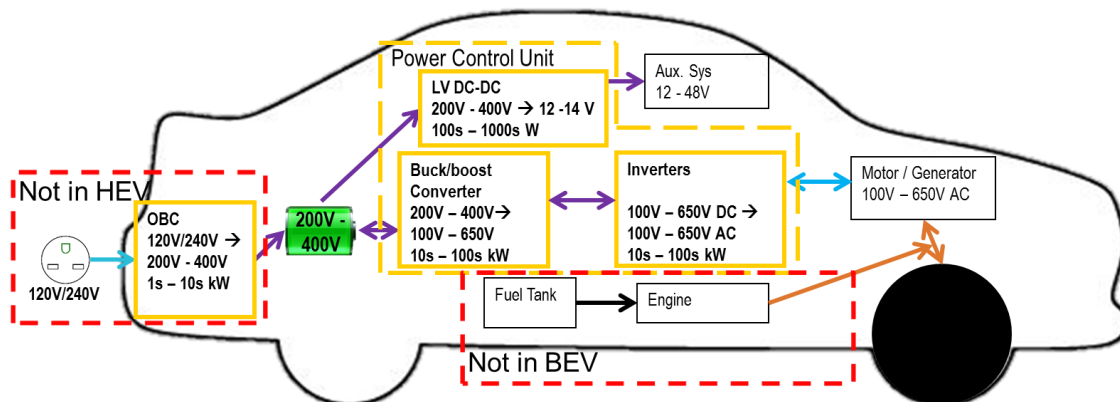 Power Control Unit
LV DC-DC
200V - 400V → 12 -14 V
100s – 1000s W
Aux. Sys
12 - 48V
Not in HEV
OBC
120V/240V →
200V - 400V
1s – 10s kW
120V/240V
200V -
400V
Buck/boost
Converter
200V – 400V→
100V – 650V
10s – 100s kW
Inverters
100V – 650V DC →
100V – 650V AC
10s – 100s kW
Motor / Generator
100V – 650V AC
Fuel Tank
Engine
Not in BEV